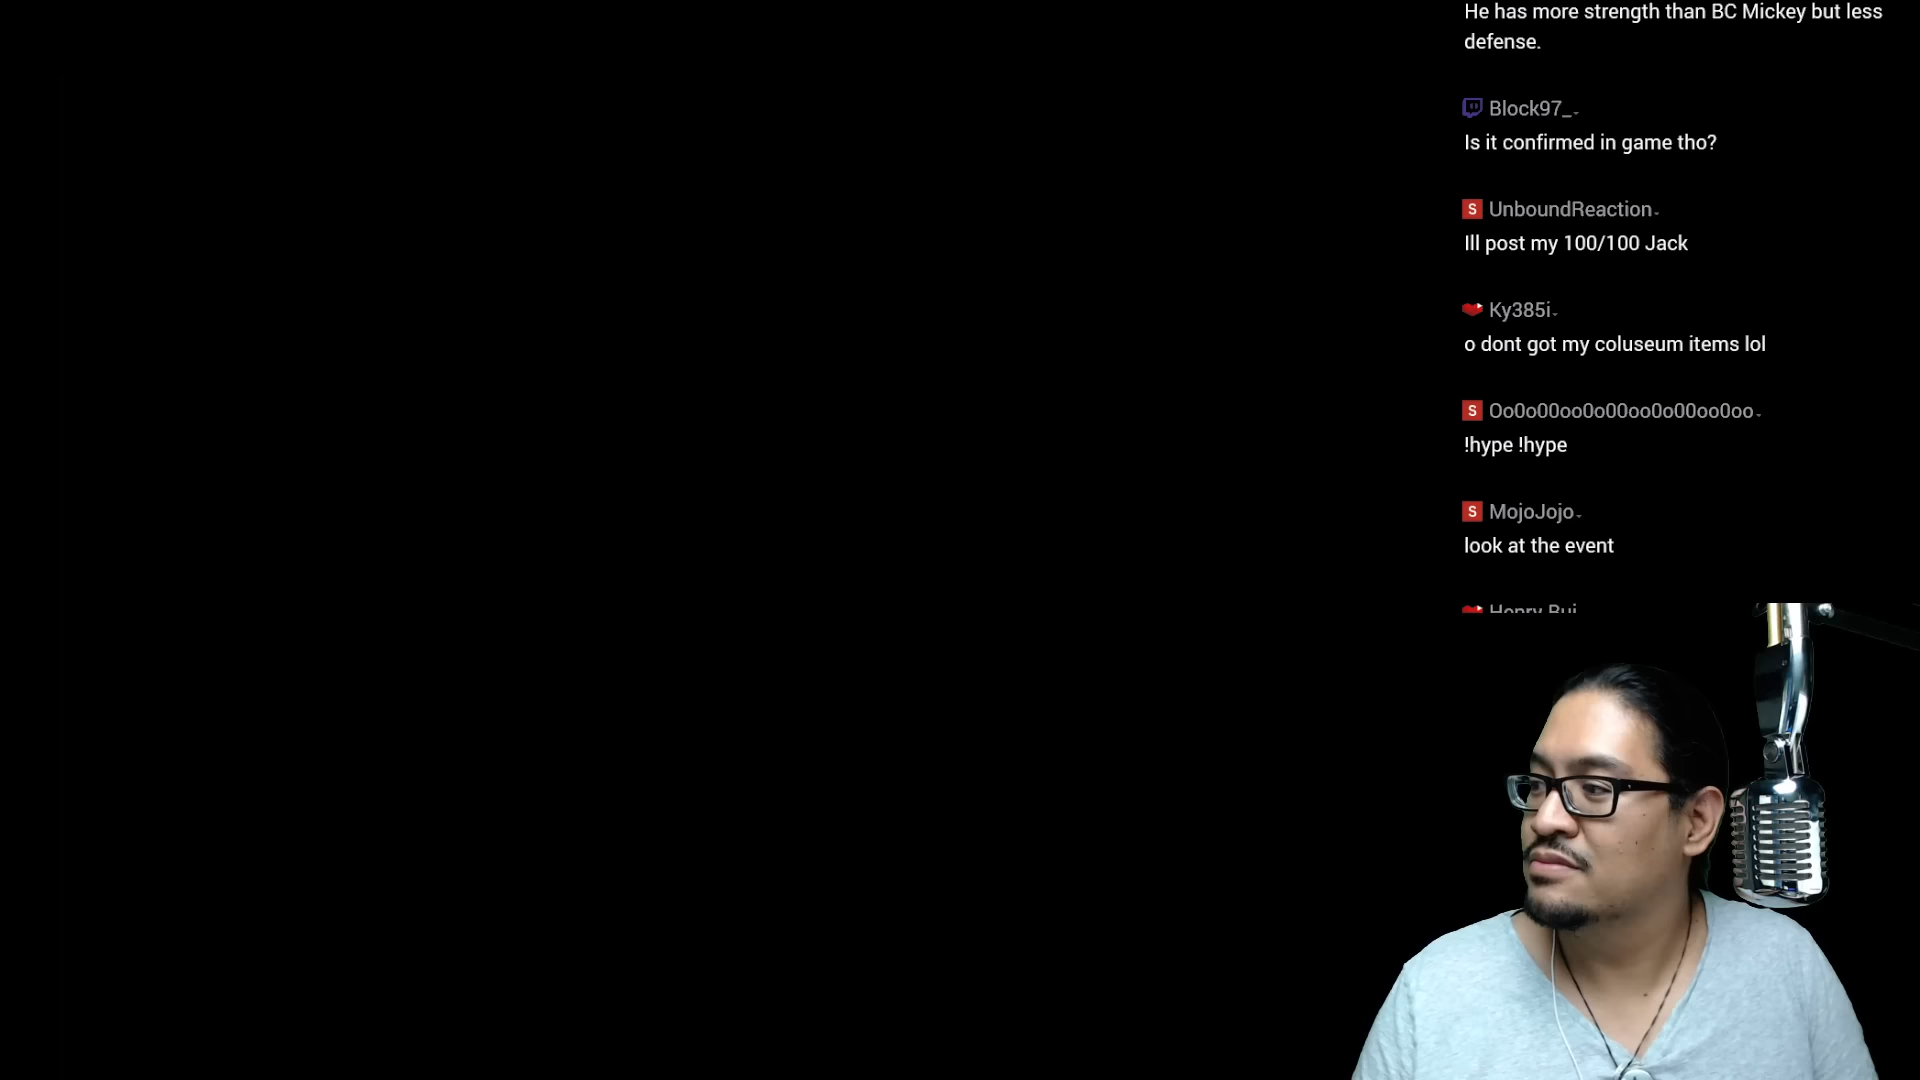 He has more strength than BC Mickey but less
defense.
Block97_
Is it confirmed in game tho?
S UnboundReaction
Ill post my 100/100 Jack
Ky385i
o dont got my coluseum items lol
S Oo0o00oo0o00oo0o00oo0oo
!hype !hype
S MojoJojo
look at the event
Henry Bui